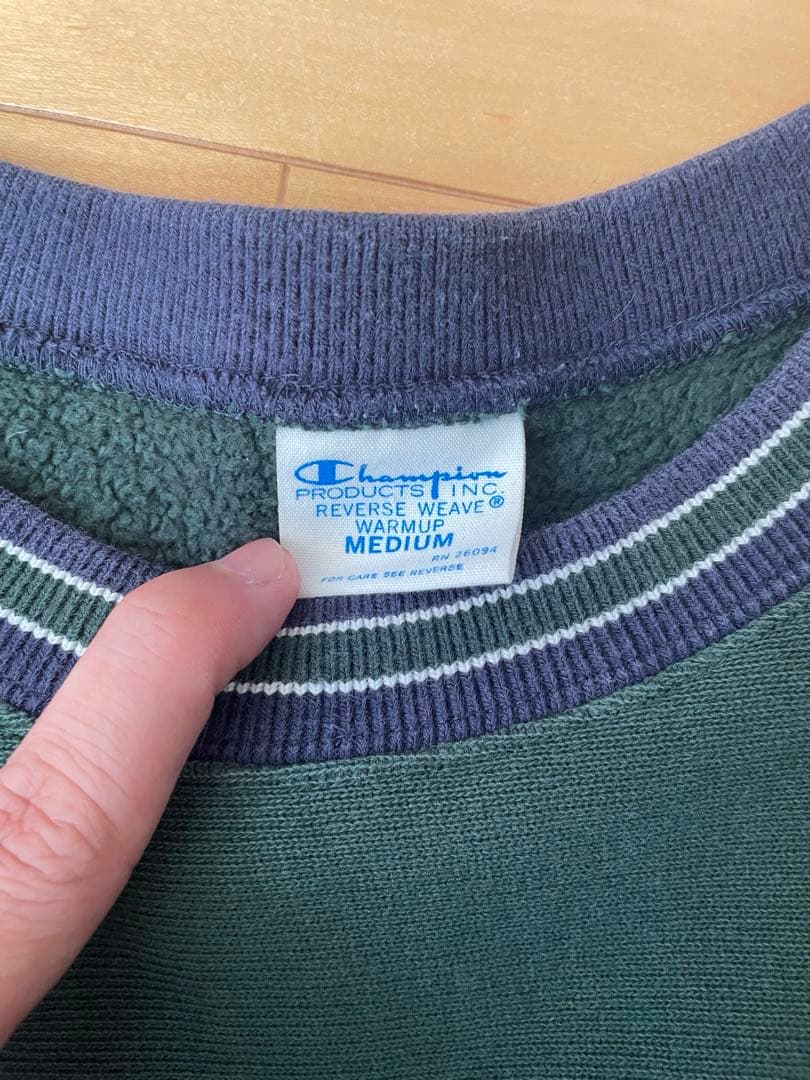 Champion
PRODUCTS INC
REVERSE WEAVE®
WARMUP
MEDIUM
RN 26094
FOR CARE SEE REVERSE